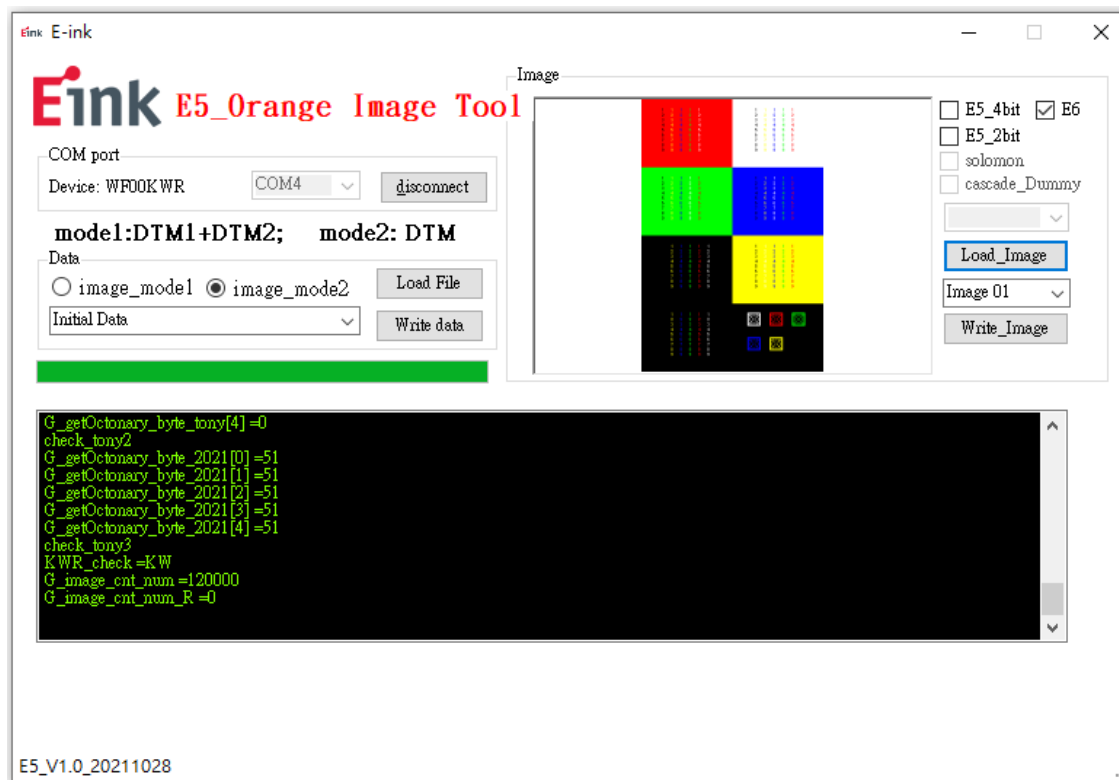 Eink E-ink
Eink E5_Orange Image Tool
COM port
Device: WF00KWR COM4 disconnect
mode1:DTM1+DTM2; mode2: DTM
Data
image_mode1 image_mode2 Load File
Initial Data Write data
Image
E5_4bit E6
E5_2bit
solomon
cascade_Dummy
Load_Image
Image 01
Write_Image
G_getOctonary_byte_tony[4] =0
check_tony2
G_getOctonary_byte_2021[0] =51
G_getOctonary_byte_2021[1] =51
G_getOctonary_byte_2021[2] =51
G_getOctonary_byte_2021[3] =51
G_getOctonary_byte_2021[4] =51
check_tony3
KWR_check =KW
G_image_cnt_num =120000
G_image_cnt_num_R =0
E5_V1.0_20211028